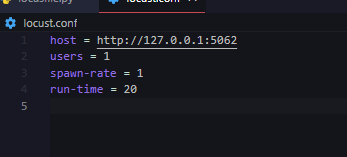 locust.conf
host = http://127.0.0.1:5062
users = 1
spawn-rate = 1
run-time = 20